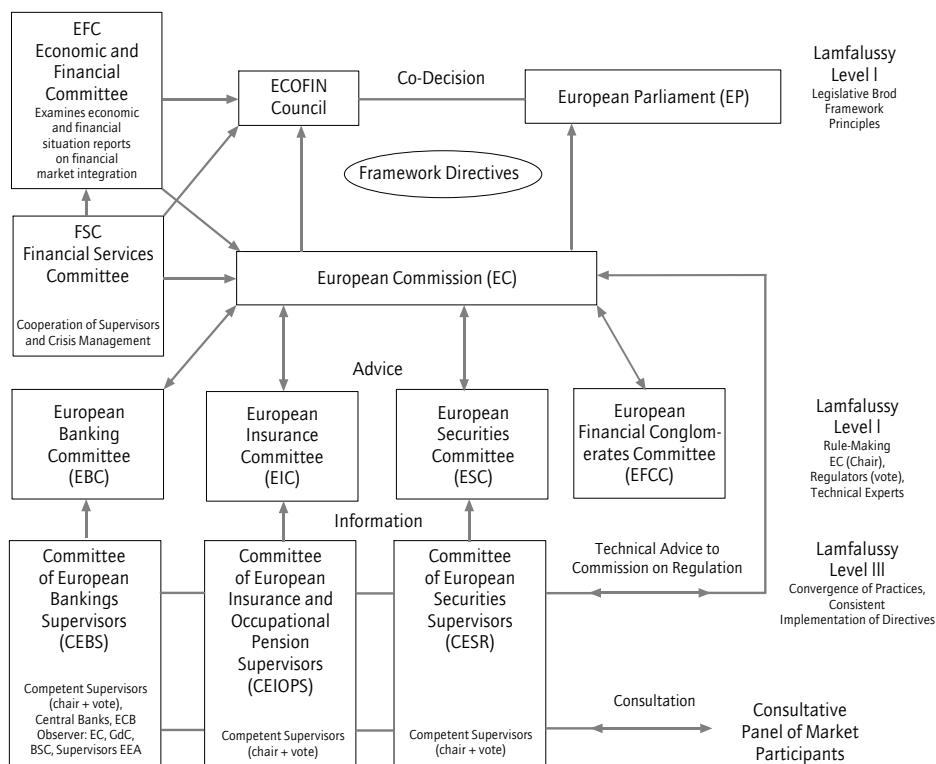 EFC
Economic and
Financial
Committee
Examines economic
and financial
situation reports
on financial
market integration
ECOFIN
Council
Co-Decision
European Parliament (EP)
Lamfalussy
Level I
Legislative Brod
Framework
Principles
Framework Directives
FSC
Financial Services
Committee
Cooperation of Supervisors
and Crisis Management
European Commission (EC)
Advice
European
Banking
Committee
(EBC)
European
Insurance
Committee
(EIC)
European
Securities
Committee
(ESC)
European
Financial Conglom-
erates Committee
(EFCC)
Lamfalussy
Level I
Rule-Making
EC (Chair),
Regulators (vote),
Technical Experts
Information
Committee
of European
Bankings
Supervisors
(CEBS)
Competent Supervisors
(chair + vote),
Central Banks, ECB
Observer: EC, GdC,
BSC, Supervisors EEA
Committee
of European
Insurance and
Occupational
Pension
Supervisors
(CEIOPS)
Competent Supervisors
(chair + vote)
Committee
of European
Securities
Supervisors
(CESR)
Competent Supervisors
(chair + vote)
Technical Advice to
Commission on Regulation
Lamfalussy
Level III
Convergence of Practices,
Consistent
Implementation of Directives
Consultation
Consultative
Panel of Market
Participants